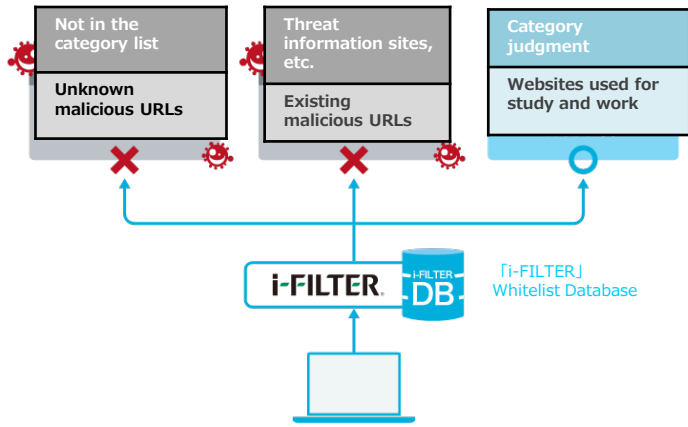 Not in the
category list
Unknown
malicious URLs
Threat
information sites,
etc.
Existing
malicious URLs
Category
judgment
Websites used for
study and work
i-FILTER®
i-FILTER
DB
「i-FILTER」
Whitelist Database